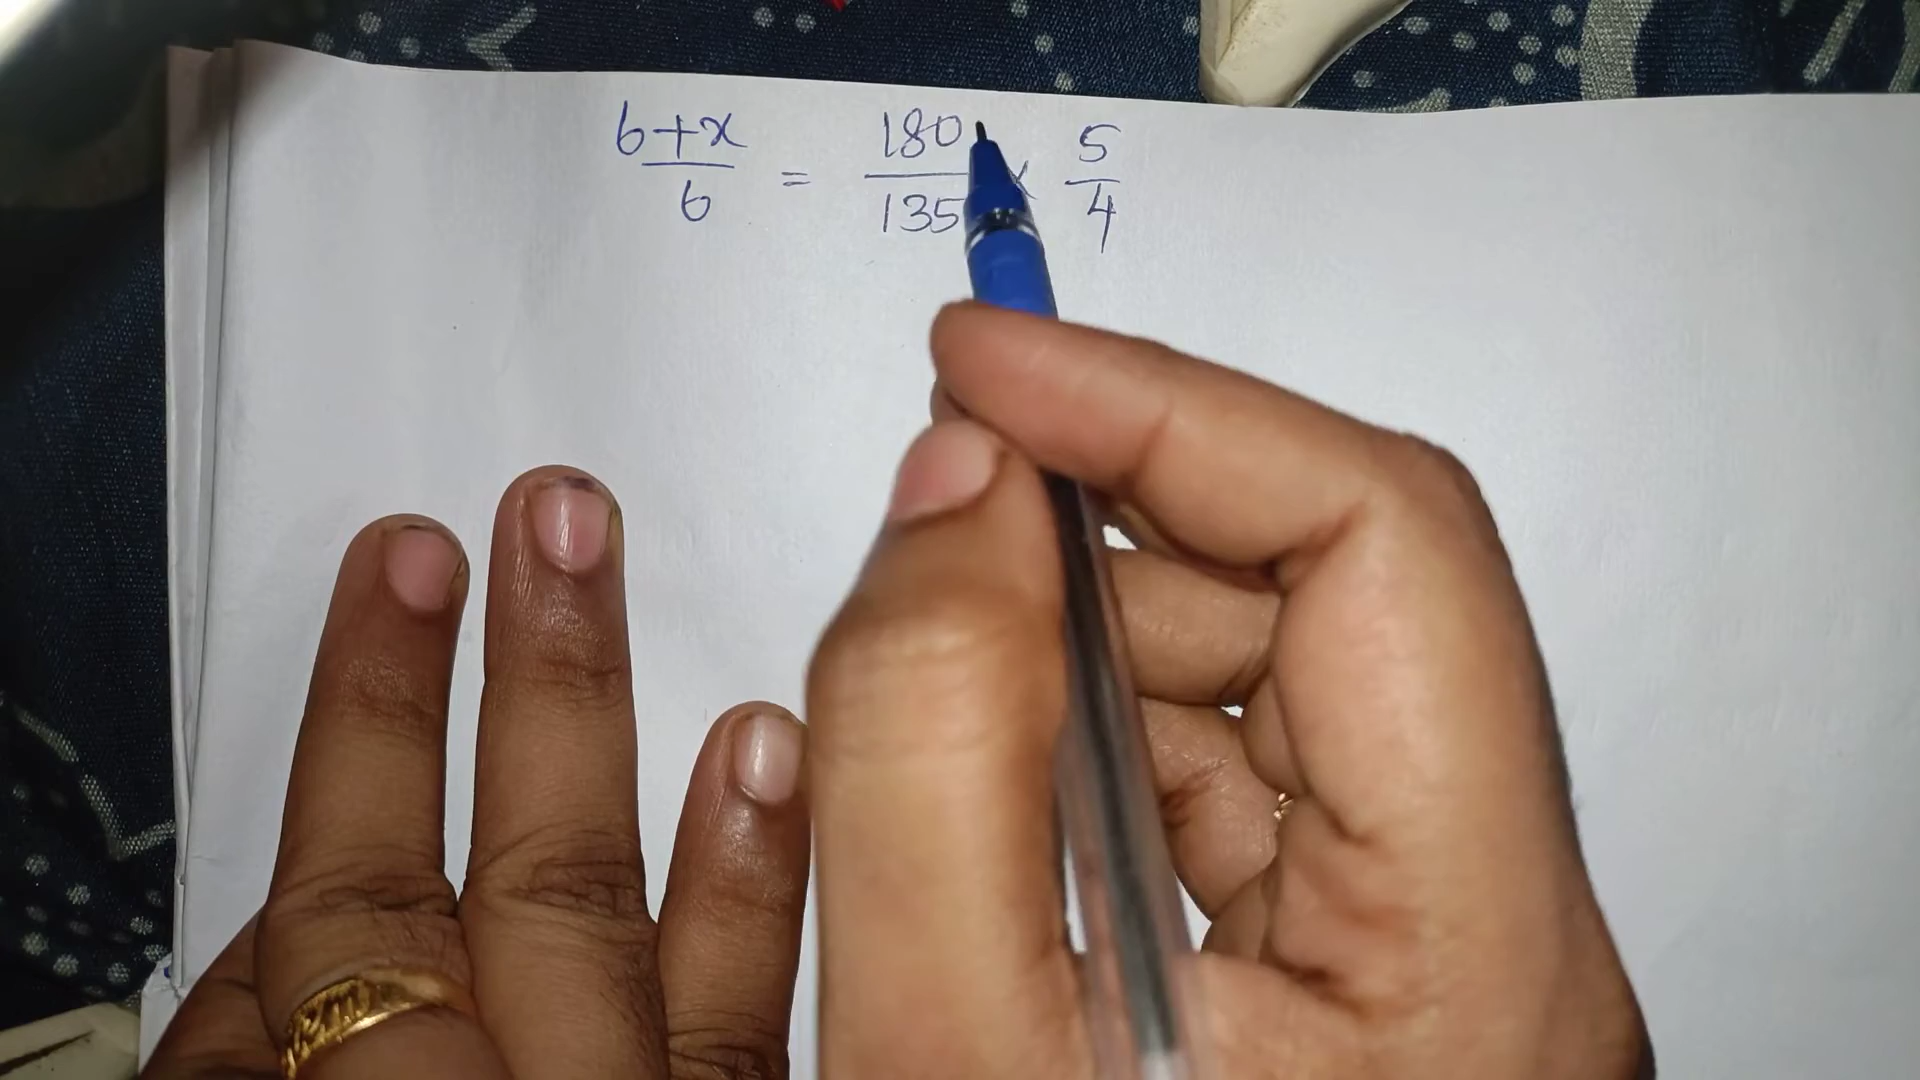 6+x/6 = 180/135 × 5/4